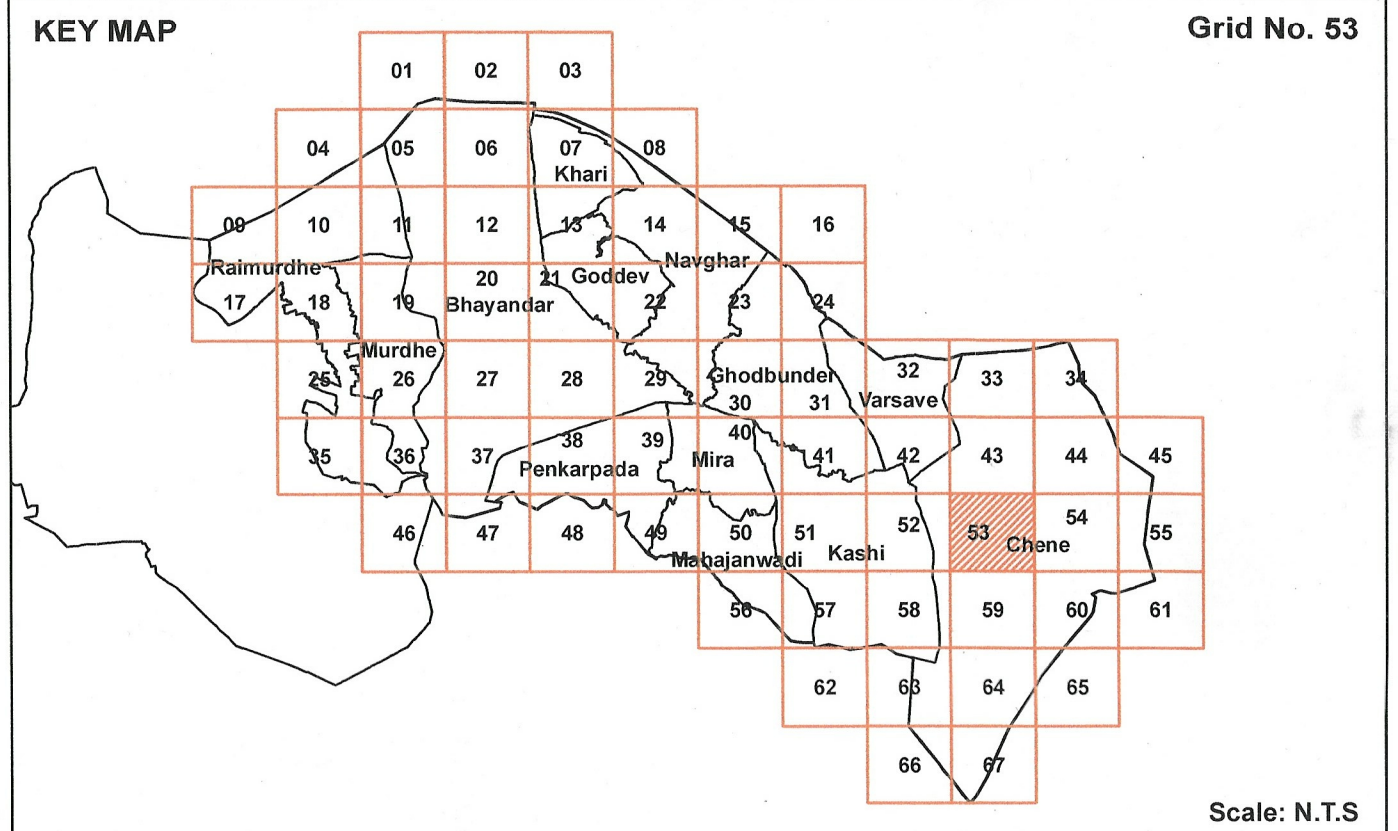 KEY MAP
Grid No. 53
01 02 03
04 05 06 07 08
Khari
09 10 11 12 13 14 15 16
Raimurdhe Goddev Navghar
17 18 19 20 21 22 23 24
Bhayandar
Murdhe
25 26 27 28 29 30 31 32 33 34
Ghodbunder Varsave
35 36 37 38 39 40 41 42 43 44 45
Penkarpada Mira
46 47 48 49 50 51 52 53 54 55
Mahajanwadi Kashi Chene
56 57 58 59 60 61
62 63 64 65
66 67
Scale: N.T.S